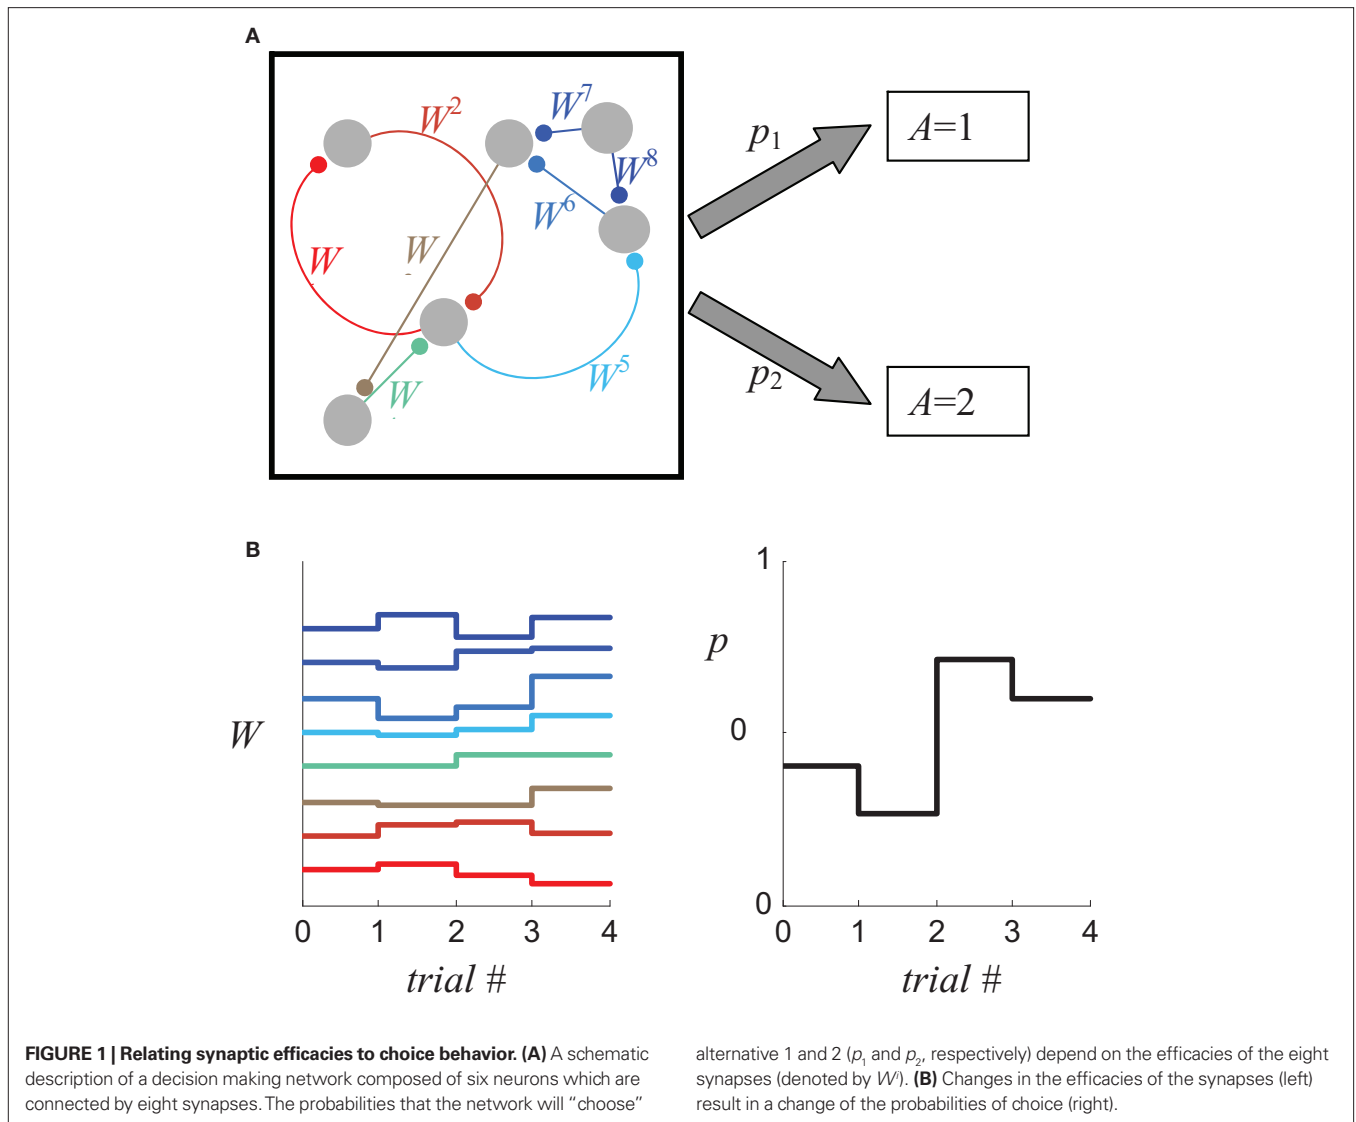 A
W²
W⁷
W⁸
W⁶
W
W
W
W⁵
p₁
A=1
p₂
A=2
B
W
0 1 2 3 4
trial #
1
p
0
0
0 1 2 3 4
trial #
FIGURE 1 | Relating synaptic efficacies to choice behavior. (A) A schematic
description of a decision making network composed of six neurons which are
connected by eight synapses. The probabilities that the network will “choose”
alternative 1 and 2 (p₁ and p₂, respectively) depend on the efficacies of the eight
synapses (denoted by Wⁱ). (B) Changes in the efficacies of the synapses (left)
result in a change of the probabilities of choice (right).